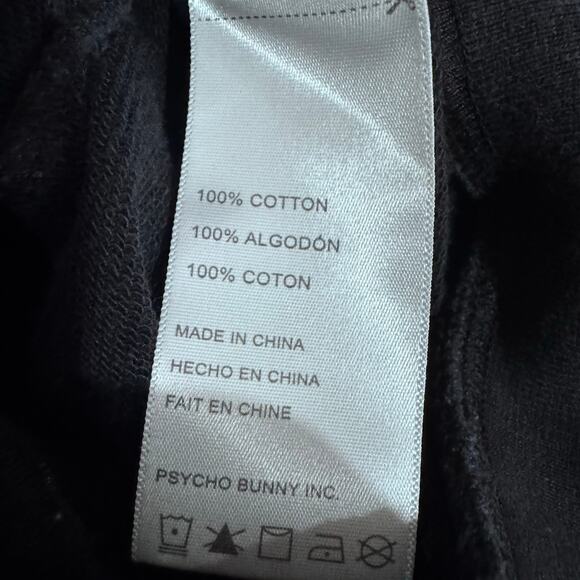 100% COTTON
100% ALGODÓN
100% COTON
MADE IN CHINA
HECHO EN CHINA
FAIT EN CHINE
PSYCHO BUNNY INC.